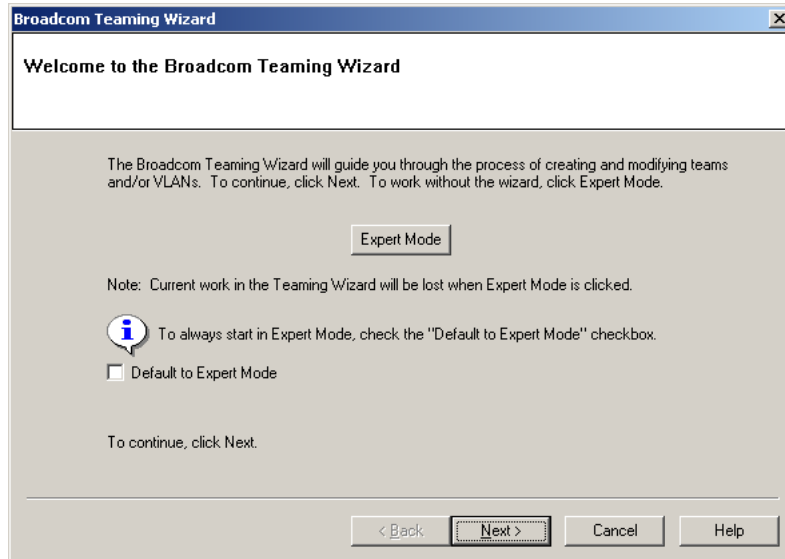 Broadcom Teaming Wizard
Welcome to the Broadcom Teaming Wizard
The Broadcom Teaming Wizard will guide you through the process of creating and modifying teams
and/or VLANs. To continue, click Next. To work without the wizard, click Expert Mode.
Expert Mode
Note: Current work in the Teaming Wizard will be lost when Expert Mode is clicked.
To always start in Expert Mode, check the "Default to Expert Mode" checkbox.
Default to Expert Mode
To continue, click Next.
< Back
Next >
Cancel
Help